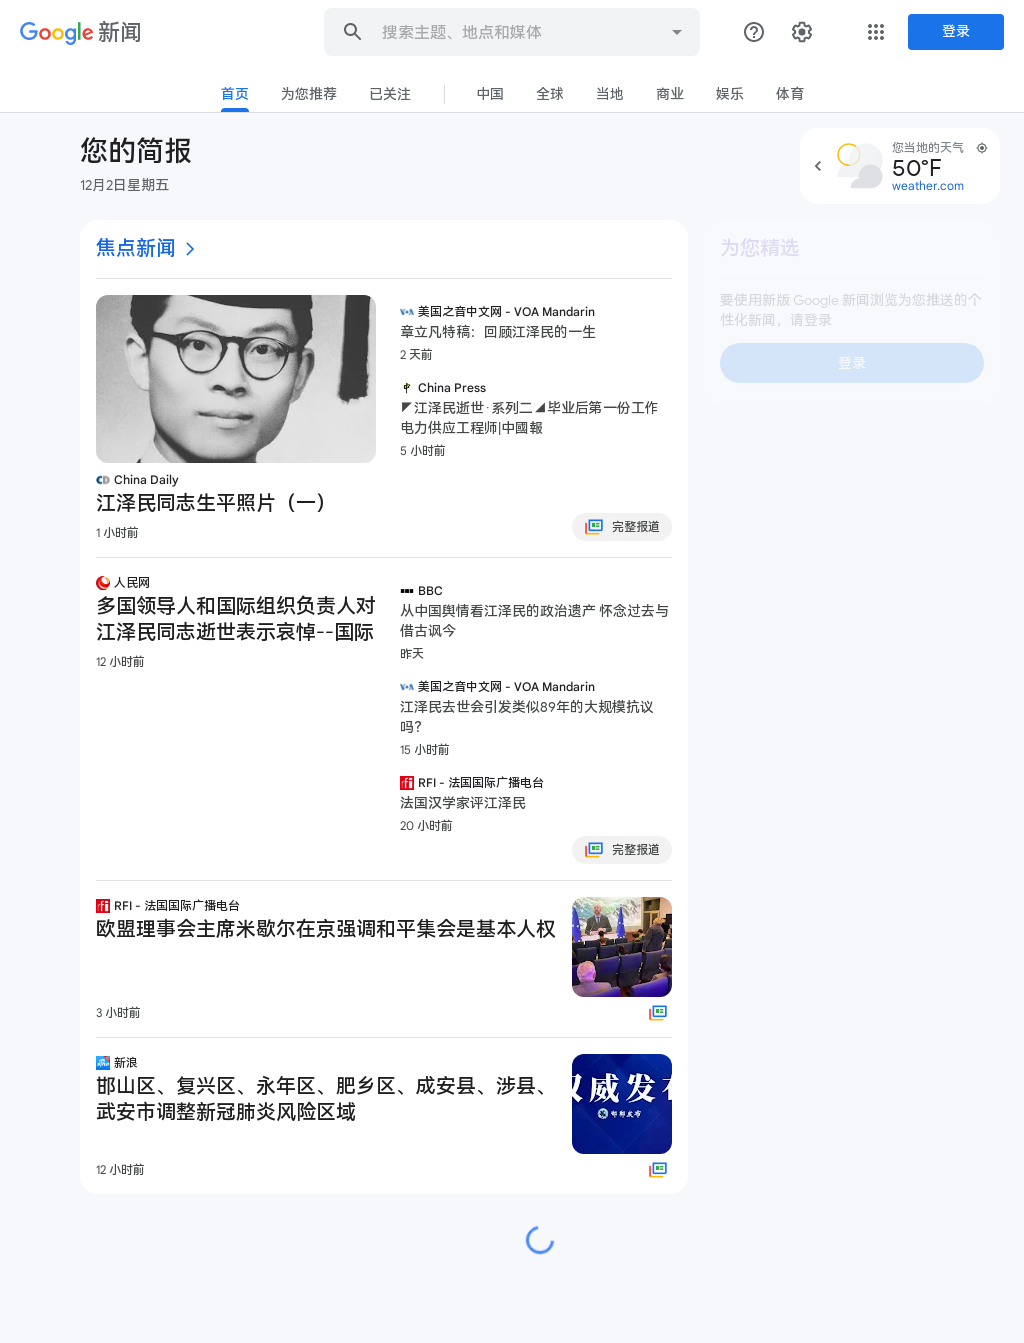 Google 新闻
搜索主题、地点和媒体
登录
首页
为您推荐
已关注
中国
全球
当地
商业
娱乐
体育
您的简报
12月2日星期五
您当地的天气
50°F
weather.com
焦点新闻
China Daily
江泽民同志生平照片（一）
1 小时前
美国之音中文网 - VOA Mandarin
章立凡特稿：回顾江泽民的一生
2 天前
China Press
◤江泽民逝世·系列二◢毕业后第一份工作
电力供应工程师|中國報
5 小时前
完整报道
人民网
多国领导人和国际组织负责人对
江泽民同志逝世表示哀悼--国际
12 小时前
BBC
从中国舆情看江泽民的政治遗产 怀念过去与
借古讽今
昨天
美国之音中文网 - VOA Mandarin
江泽民去世会引发类似89年的大规模抗议
吗？
15 小时前
rfi
RFI - 法国国际广播电台
法国汉学家评江泽民
20 小时前
完整报道
rfi
RFI - 法国国际广播电台
欧盟理事会主席米歇尔在京强调和平集会是基本人权
3 小时前
新浪
邯山区、复兴区、永年区、肥乡区、成安县、涉县、
武安市调整新冠肺炎风险区域
权威发布
邯郸发布
12 小时前
为您精选
要使用新版 Google 新闻浏览为您推送的个
性化新闻，请登录
登录